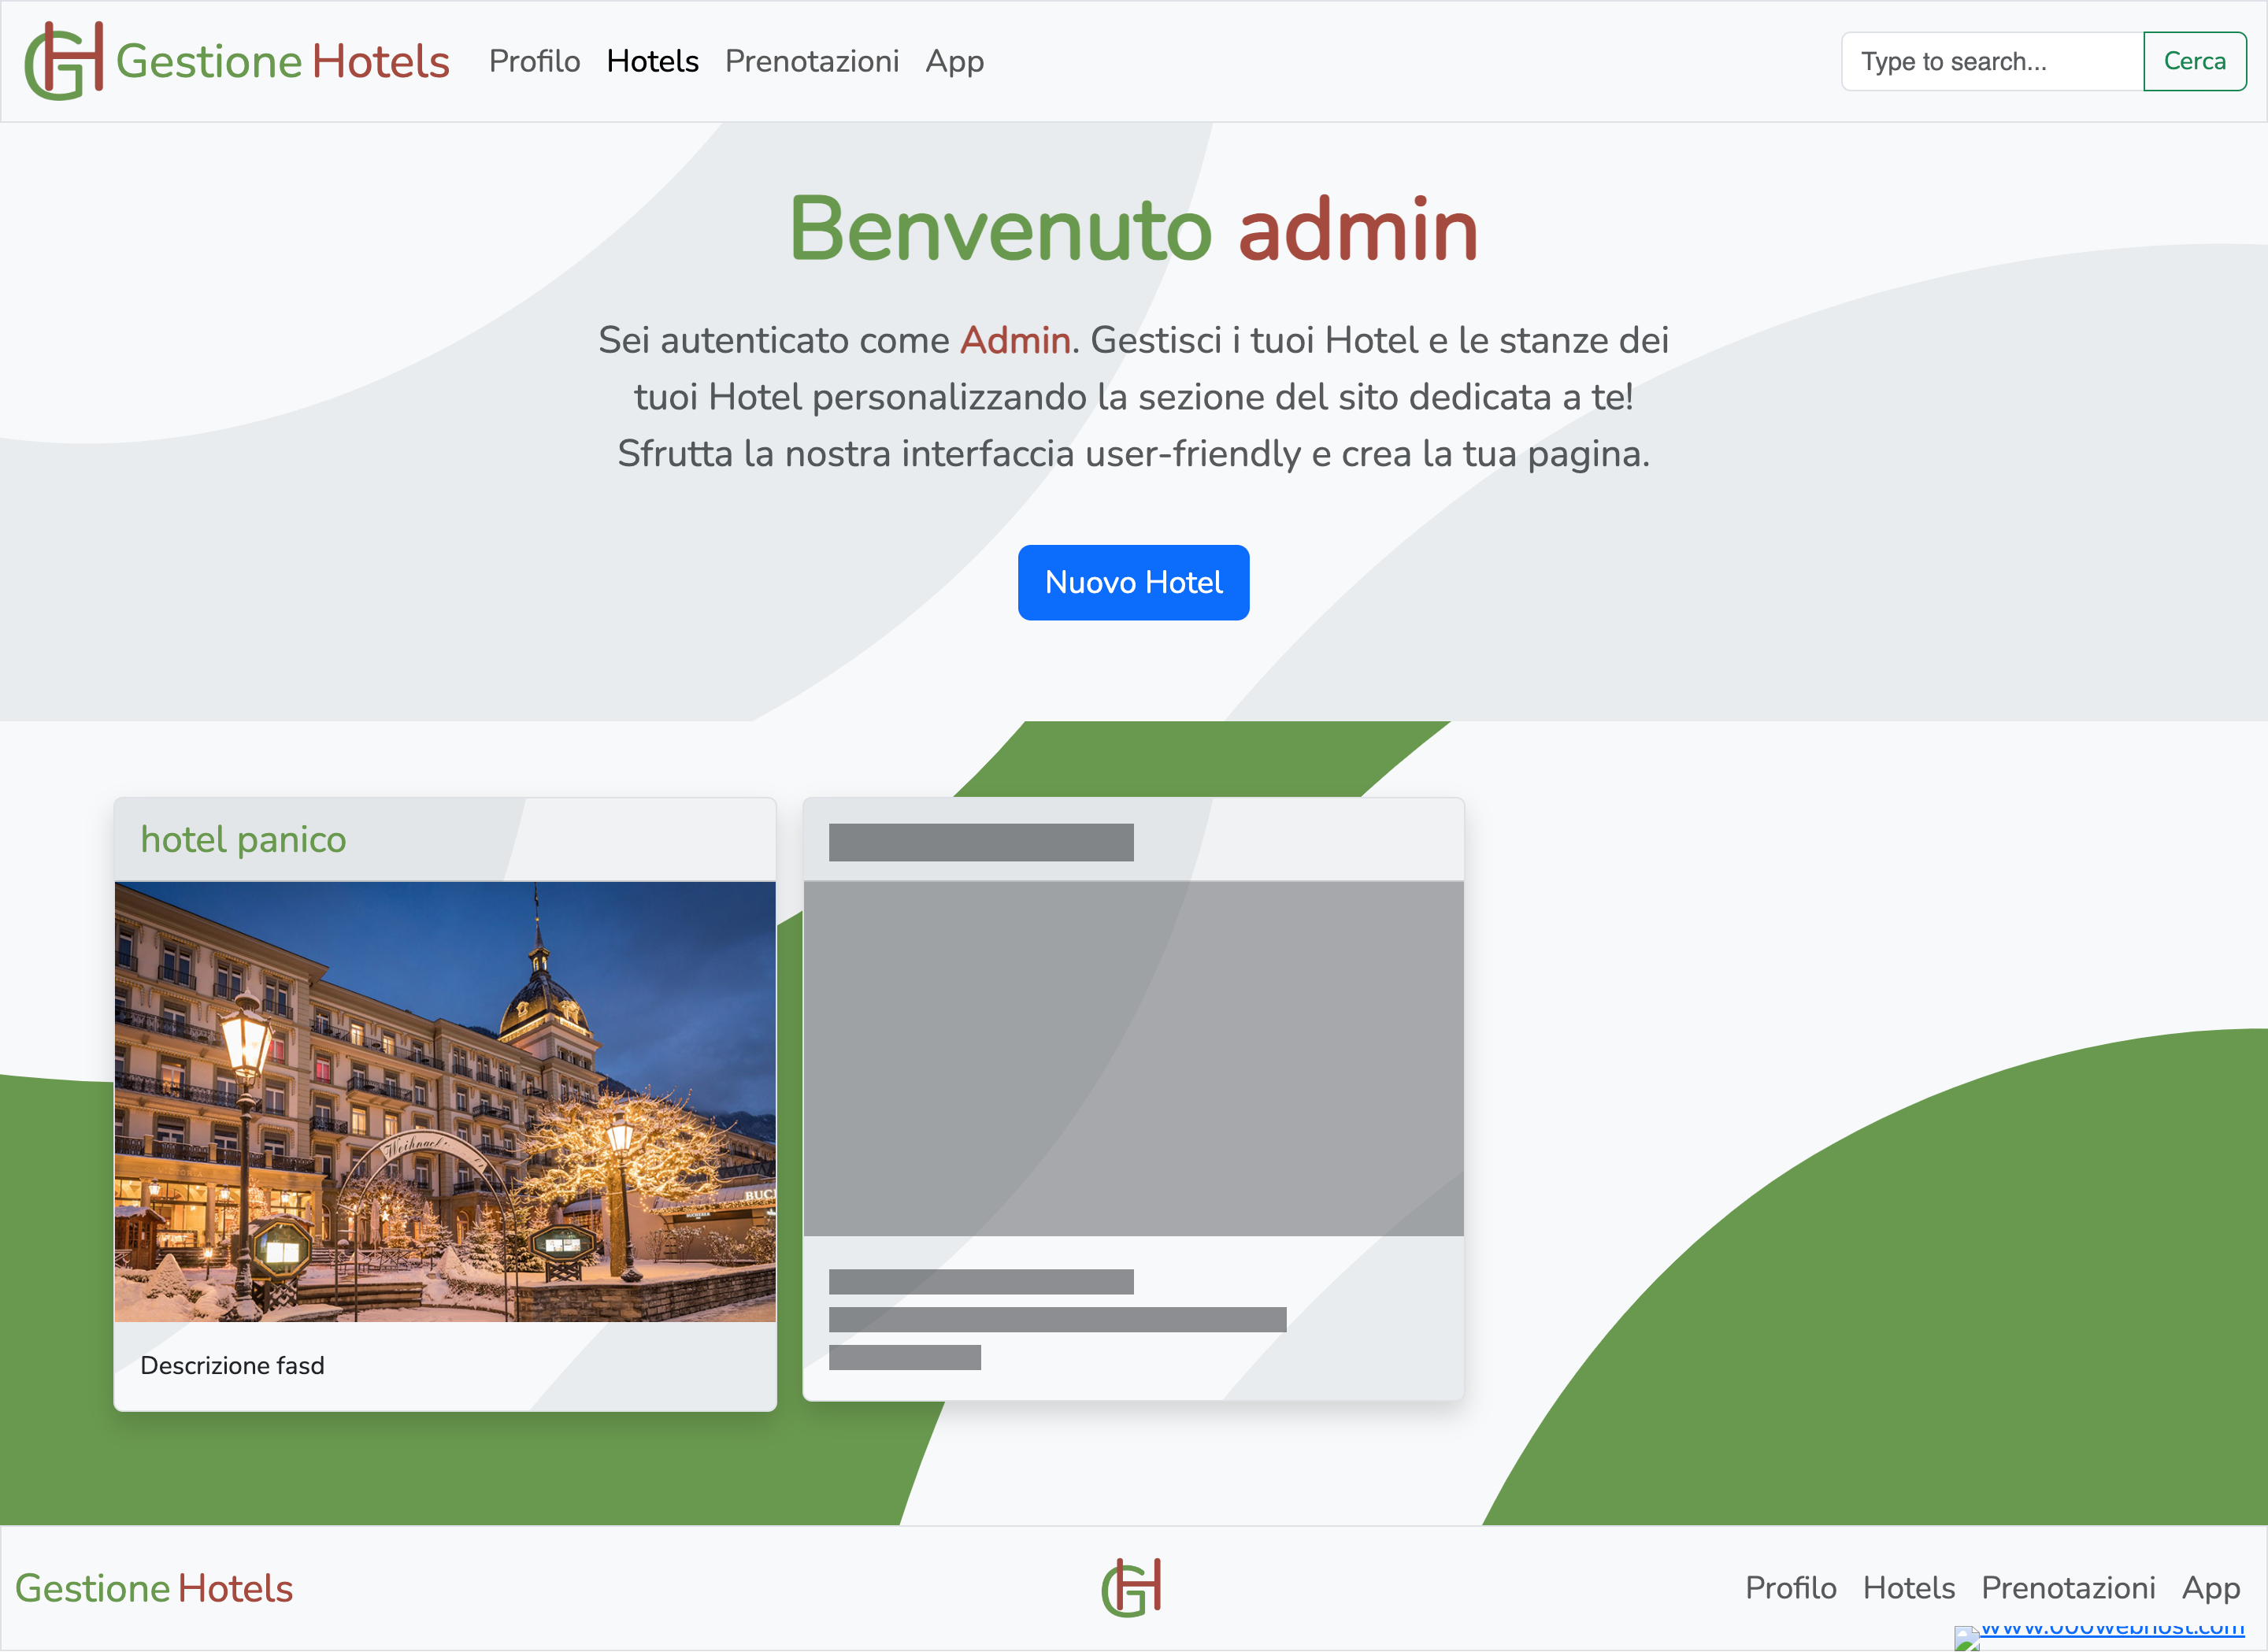 GH Gestione Hotels Profilo Hotels Prenotazioni App Type to search... Cerca
Benvenuto admin
Sei autenticato come Admin. Gestisci i tuoi Hotel e le stanze dei
tuoi Hotel personalizzando la sezione del sito dedicata a te!
Sfrutta la nostra interfaccia user-friendly e crea la tua pagina.
Nuovo Hotel
hotel panico
BUC
Descrizione fasd
Gestione Hotels GH Profilo Hotels Prenotazioni App
www.000webhost.com